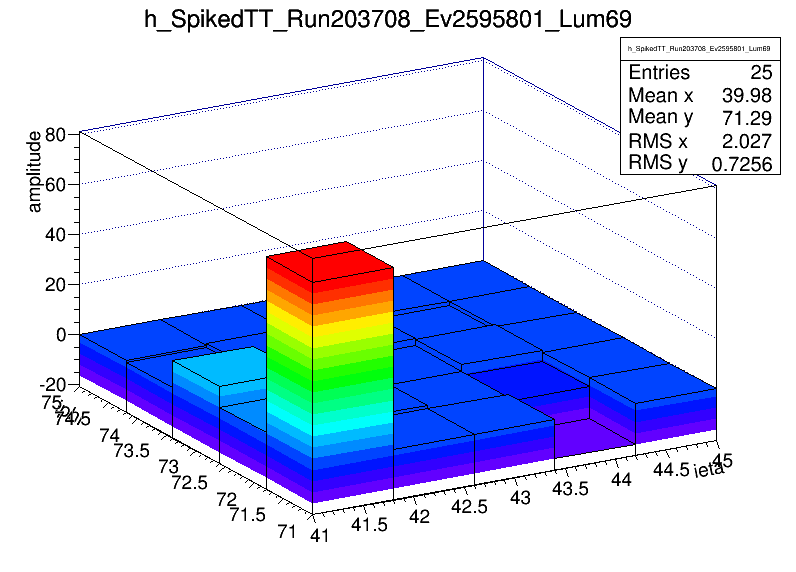 h_SpikedTT_Run203708_Ev2595801_Lum69
h_SpikedTT_Run203708_Ev2595801_Lum69
Entries 25
Mean x 39.98
Mean y 71.29
RMS x 2.027
RMS y 0.7256
amplitude
80
60
40
20
0
-20
75
74.5
74
73.5
73
72.5
72
71.5
71
41
41.5
42
42.5
43
43.5
44
44.5
45
ieta